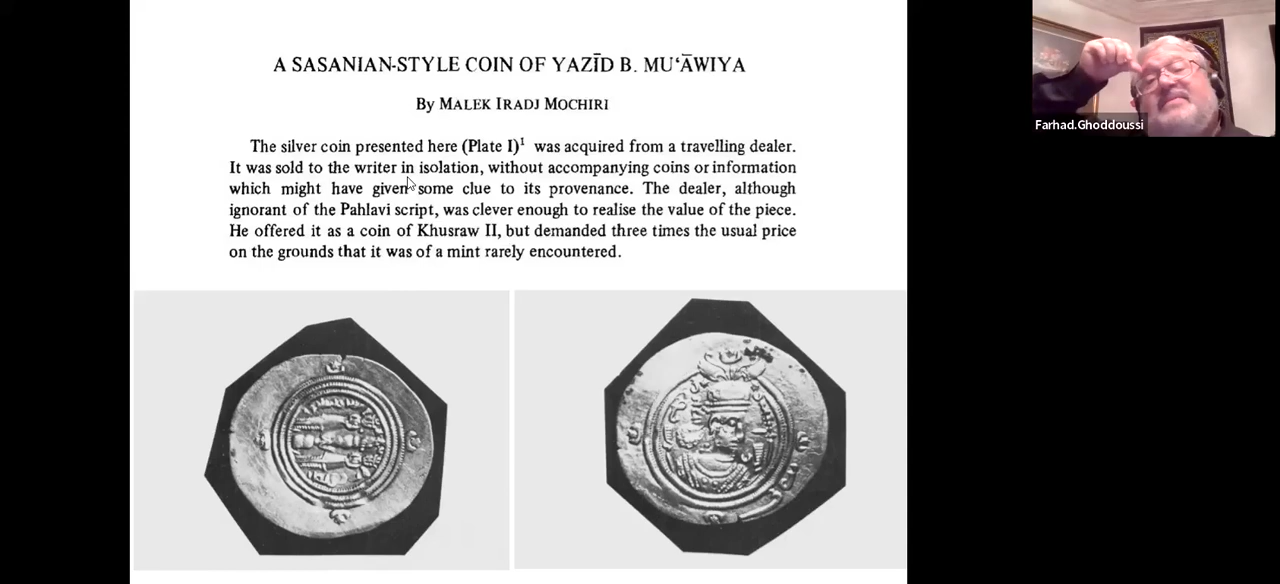 A SASANIAN-STYLE COIN OF YAZĪD B. MU‘ĀWIYA
By MALEK IRADJ MOCHIRI
The silver coin presented here (Plate I)¹ was acquired from a travelling dealer.
It was sold to the writer in isolation, without accompanying coins or information
which might have given some clue to its provenance. The dealer, although
ignorant of the Pahlavi script, was clever enough to realise the value of the piece.
He offered it as a coin of Khusraw II, but demanded three times the usual price
on the grounds that it was of a mint rarely encountered.
Farhad.Ghoddoussi